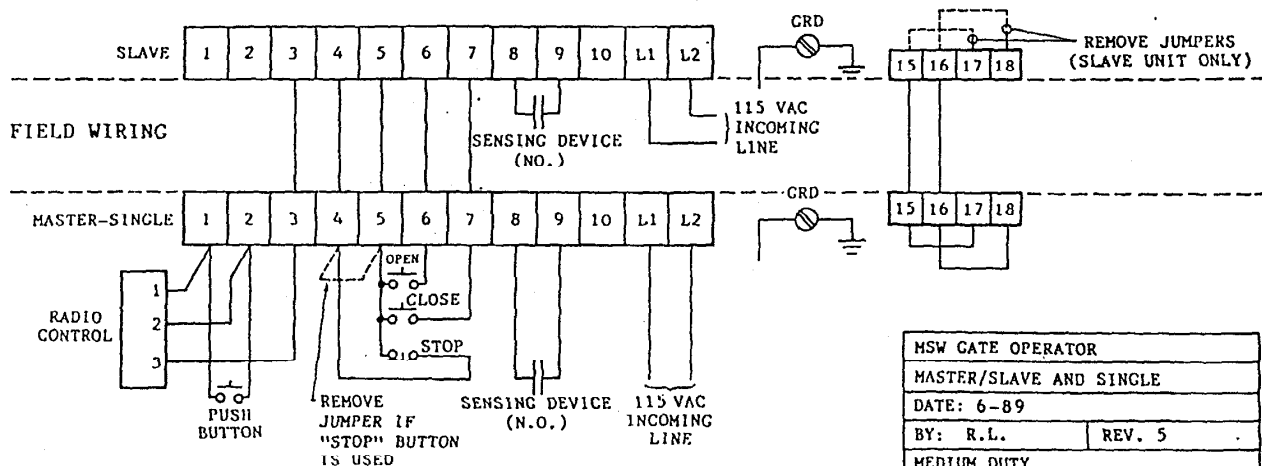 GRD
SLAVE 1 2 3 4 5 6 7 8 9 10 L1 L2
15 16 17 18
REMOVE JUMPERS
(SLAVE UNIT ONLY)
FIELD WIRING
SENSING DEVICE
(NO.)
115 VAC
INCOMING
LINE
GRD
MASTER-SINGLE 1 2 3 4 5 6 7 8 9 10 L1 L2
15 16 17 18
OPEN
CLOSE
STOP
RADIO
CONTROL
1
2
3
PUSH
BUTTON
REMOVE
JUMPER IF
"STOP" BUTTON
IS USED
SENSING DEVICE
(N.O.)
115 VAC
INCOMING
LINE
MSW GATE OPERATOR
MASTER/SLAVE AND SINGLE
DATE: 6-89
BY: R.L. REV. 5
MEDIUM DUTY